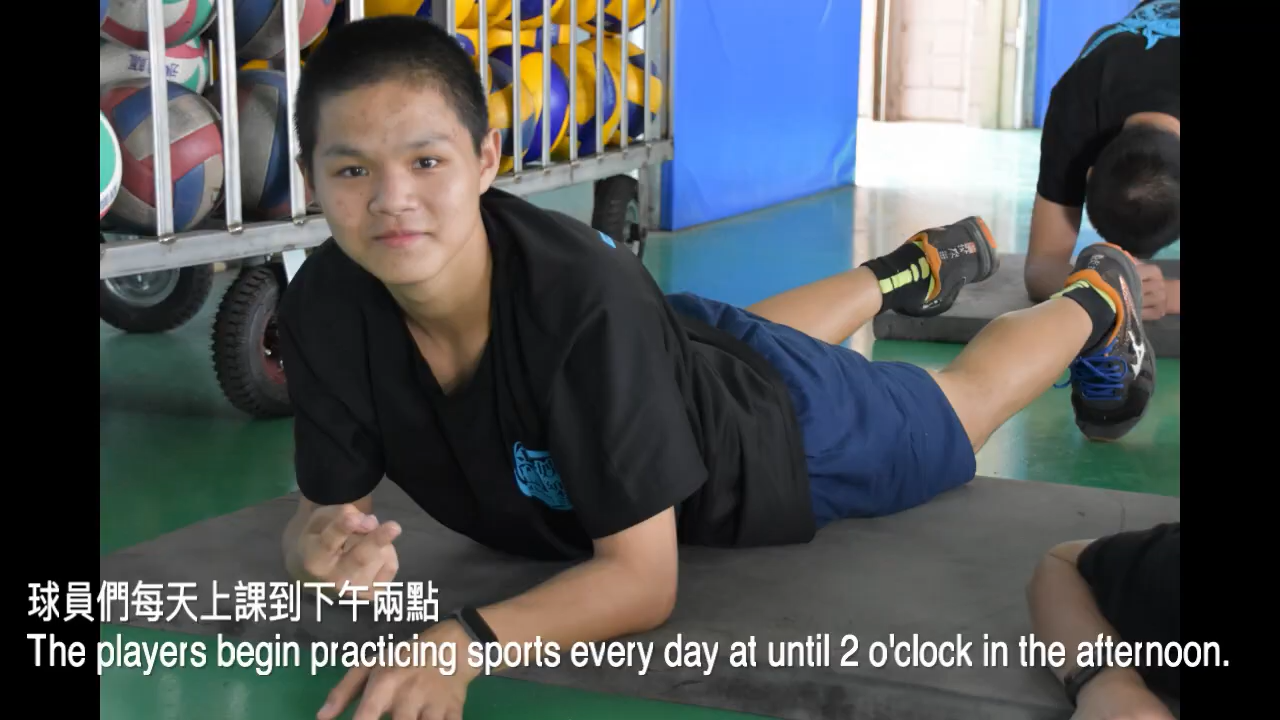 球員們每天上課到下午兩點
The players begin practicing sports every day at until 2 o'clock in the afternoon.